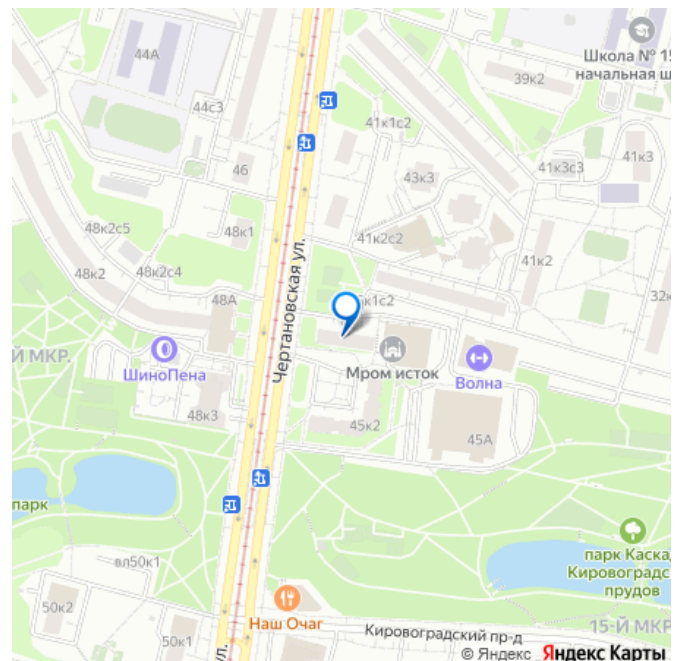 44А
Школа № 15
начальная ш
39к2
44с3
41к1с2
46
43к3
41к3с3
41к3
48к2с5
48к1
41к2с2
48к2
48к2с4
41к2
Чертановская ул.
48А
к1с2
32к
-Й МКР.
ШиноПена
Мром исток
Волна
48к3
45к2
45А
парк
вл50к1
парк Каска
Кировоградс
прудов
50к2
Наш Очаг
50к1
ул.
Кировоградский пр-д
15-Й МКР
© Яндекс Яндекс Карты